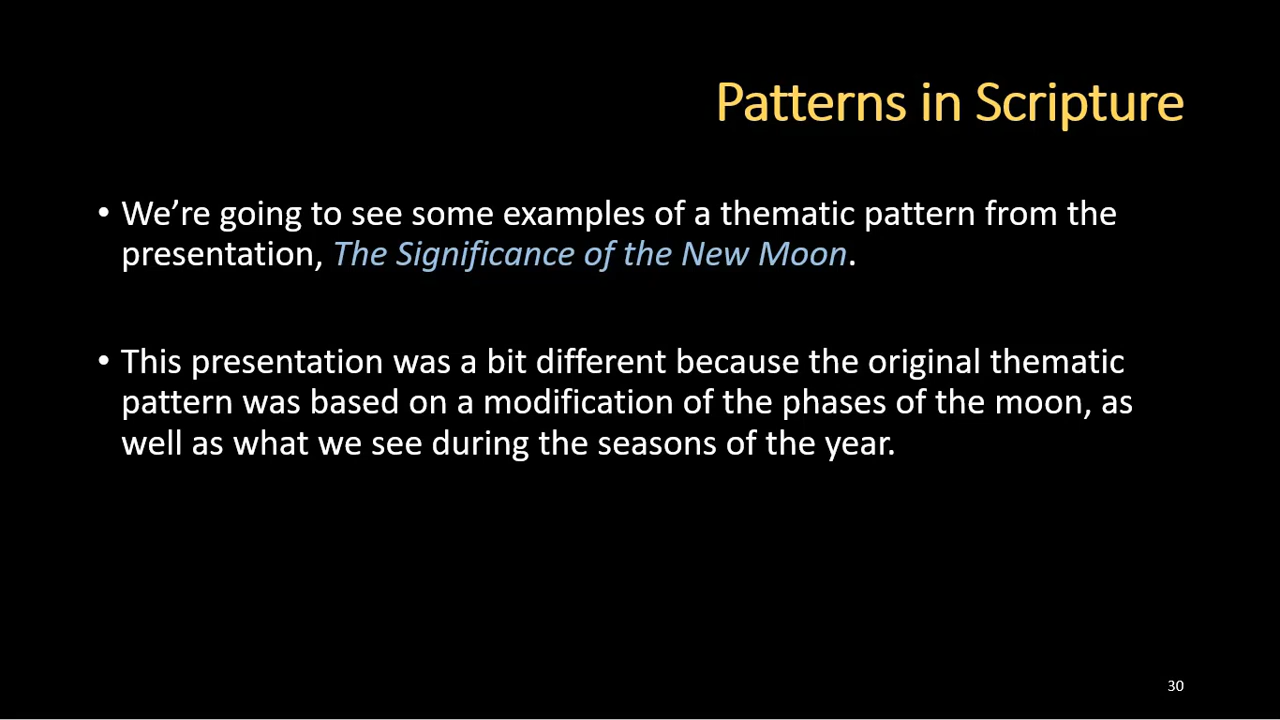 Patterns in Scripture
• We’re going to see some examples of a thematic pattern from the
presentation, The Significance of the New Moon.
• This presentation was a bit different because the original thematic
pattern was based on a modification of the phases of the moon, as
well as what we see during the seasons of the year.
30